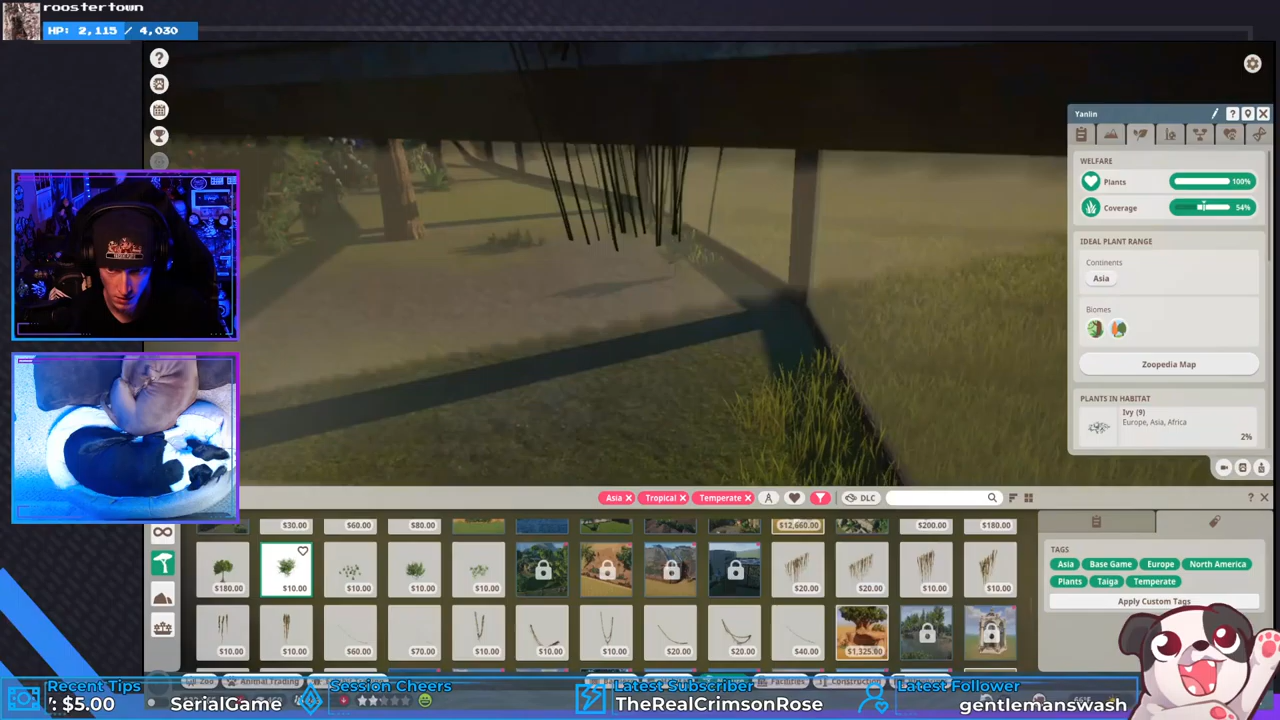 roostertown
HP: 2,115 / 4,030
Yanlin
WELFARE
Plants 100%
Coverage 54%
IDEAL PLANT RANGE
Continents
Asia
Biomes
Zoopedia Map
PLANTS IN HABITAT
Ivy (9)
Europe, Asia, Africa
2%
Asia Tropical Temperate DLC
$30.00 $60.00 $80.00 $12,660.00 $200.00 $180.00
$180.00 $10.00 $10.00 $10.00 $10.00 $20.00 $20.00 $10.00 $10.00
$10.00 $10.00 $60.00 $70.00 $10.00 $10.00 $10.00 $20.00 $20.00 $40.00 $1,325.00
TAGS
Asia Base Game Europe North America
Plants Taiga Temperate
Apply Custom Tags
Zoo Animal Trading Facilities Construction
Recent Tips
: $5.00 SerialGame
Session Cheers
Latest Subscriber
TheRealCrimsonRose
Latest Follower
gentlemanswash